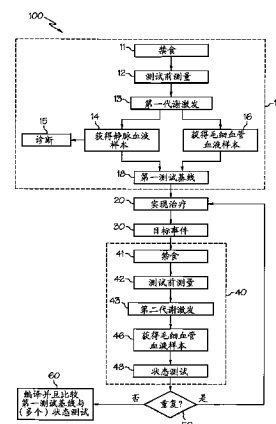 100
11
禁食
12
测试前测量
13
第一代谢激发
15
14
16
诊断
获得静脉血液
样本
获得毛细血管
血液样本
18
第一测试基线
20
实现治疗
30
目标事件
41
禁食
42
测试前测量
43
第二代谢激发
40
46
获得毛细血管
血液样本
48
状态测试
60
否
重复?
是
编译并且比较
第一测试基线与
(多个)状态测试